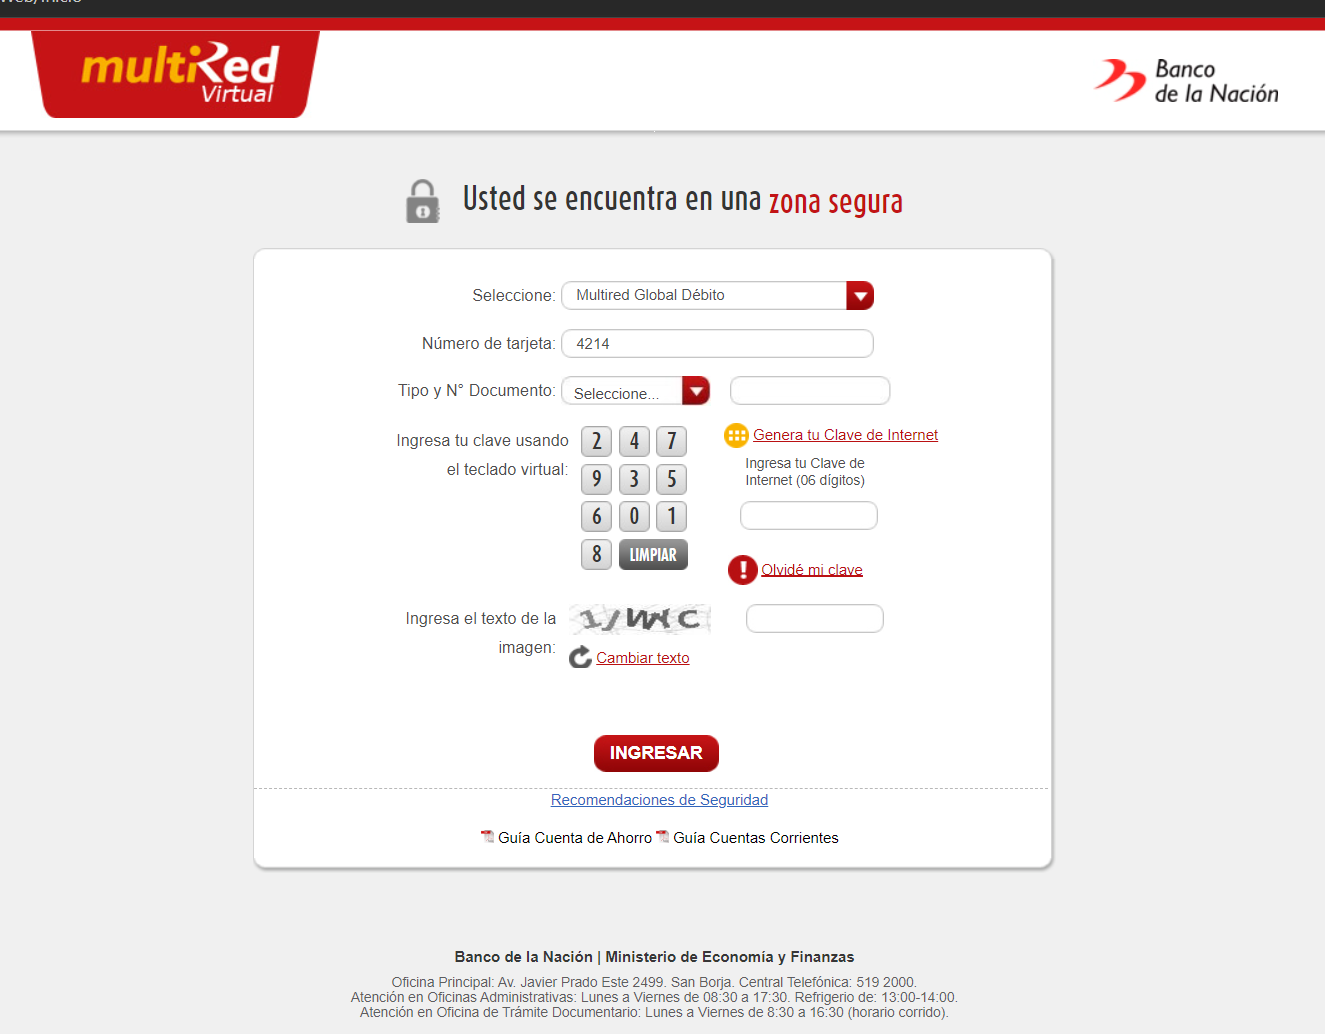 multiRed
Virtual
Banco
de la Nación
Usted se encuentra en una zona segura
Seleccione: Multired Global Débito
Número de tarjeta: 4214
Tipo y N° Documento: Seleccione...
Ingresa tu clave usando
el teclado virtual:
2 4 7
9 3 5
6 0 1
8 LIMPIAR
Genera tu Clave de Internet
Ingresa tu Clave de
Internet (06 dígitos)
Olvidé mi clave
Ingresa el texto de la
imagen:
Cambiar texto
INGRESAR
Recomendaciones de Seguridad
Guía Cuenta de Ahorro Guía Cuentas Corrientes
Banco de la Nación | Ministerio de Economía y Finanzas
Oficina Principal: Av. Javier Prado Este 2499. San Borja. Central Telefónica: 519 2000.
Atención en Oficinas Administrativas: Lunes a Viernes de 08:30 a 17:30. Refrigerio de: 13:00-14:00.
Atención en Oficina de Trámite Documentario: Lunes a Viernes de 8:30 a 16:30 (horario corrido).